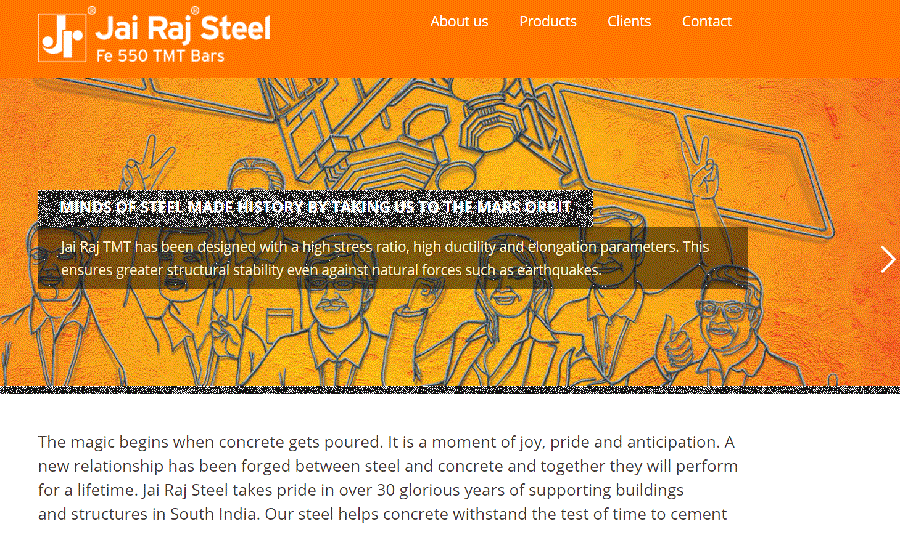 Jr ® Jai Raj® Steel
Fe 550 TMT Bars
About us Products Clients Contact
MINDS OF STEEL MADE HISTORY BY TAKING US TO THE MARS ORBIT
Jai Raj TMT has been designed with a high stress ratio, high ductility and elongation parameters. This
ensures greater structural stability even against natural forces such as earthquakes.
The magic begins when concrete gets poured. It is a moment of joy, pride and anticipation. A
new relationship has been forged between steel and concrete and together they will perform
for a lifetime. Jai Raj Steel takes pride in over 30 glorious years of supporting buildings
and structures in South India. Our steel helps concrete withstand the test of time to cement